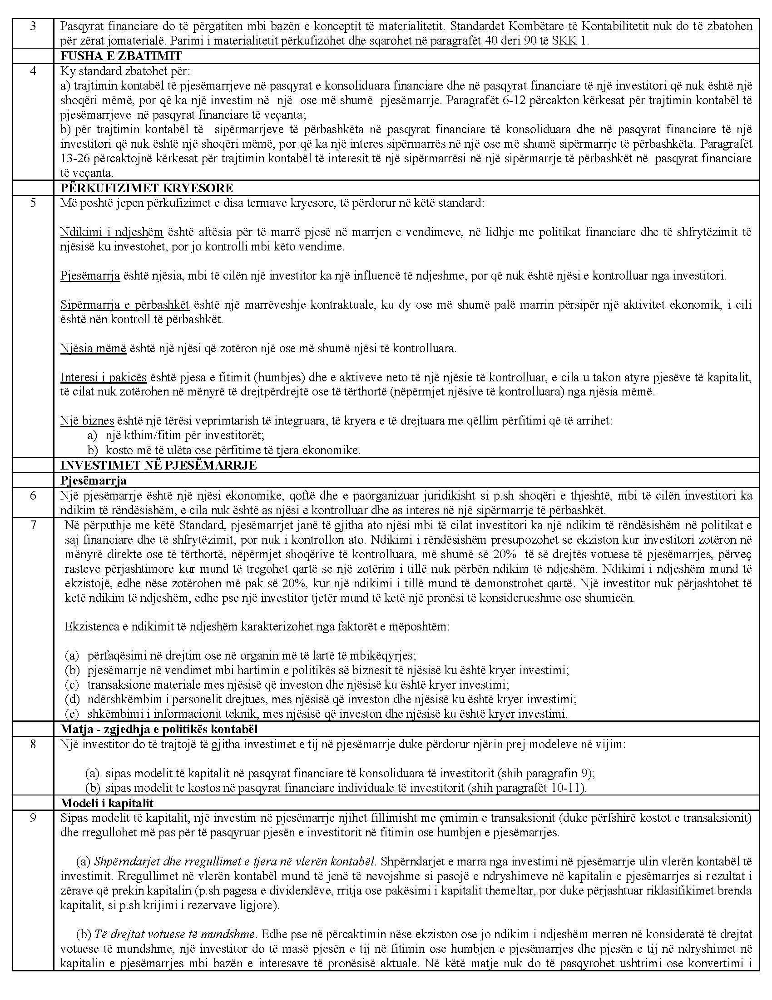 3 Pasqyrat financiare do të përgatiten mbi bazën e konceptit të materialitetit. Standardet Kombëtare të Kontabilitetit nuk do të zbatohen
për zërat jomaterialë. Parimi i materialitetit përkufizohet dhe sqarohet në paragrafët 40 deri 90 të SKK 1.
FUSHA E ZBATIMIT
4 Ky standard zbatohet për:
a) trajtimin kontabël të pjesëmarrjeve në pasqyrat e konsoliduara financiare dhe në pasqyrat financiare të një investitori që nuk është një
shoqëri mëmë, por që ka një investim në një ose më shumë pjesëmarrje. Paragrafët 6-12 përcakton kërkesat për trajtimin kontabël të
pjesëmarrjeve në pasqyrat financiare të veçanta;
b) për trajtimin kontabël të sipërmarrjeve të përbashkëta në pasqyrat financiare të konsoliduara dhe në pasqyrat financiare të një
investitori që nuk është një shoqëri mëmë, por që ka një interes sipërmarrës në një ose më shumë sipërmarrje të përbashkëta. Paragrafët
13-26 përcaktojnë kërkesat për trajtimin kontabël të interesit të një sipërmarrësi në një sipërmarrje të përbashkët në pasqyrat financiare
të veçanta.
PËRKUFIZIMET KRYESORE
5 Më poshtë jepen përkufizimet e disa termave kryesore, të përdorur në këtë standard:
Ndikimi i ndjeshëm është aftësia për të marrë pjesë në marrjen e vendimeve, në lidhje me politikat financiare dhe të shfrytëzimit të
njësisë ku investohet, por jo kontrolli mbi këto vendime.
Pjesëmarrja është njësia, mbi të cilën një investitor ka një influencë të ndjeshme, por që nuk është njësi e kontrolluar nga investitori.
Sipërmarrja e përbashkët është një marrëveshje kontraktuale, ku dy ose më shumë palë marrin përsipër një aktivitet ekonomik, i cili
është nën kontroll të përbashkët.
Njësia mëmë është një njësi që zotëron një ose më shumë njësi të kontrolluara.
Interesi i pakicës është pjesa e fitimit (humbjes) dhe e aktiveve neto të një njësie të kontrolluar, e cila u takon atyre pjesëve të kapitalit,
të cilat nuk zotërohen në mënyrë të drejtpërdrejtë ose të tërthortë (nëpërmjet njësive të kontrolluara) nga njësia mëmë.
Një biznes është një tërësi veprimtarish të integruara, të kryera e të drejtuara me qëllim përfitimi që të arrihet:
a) një kthim/fitim për investitorët;
b) kosto më të ulëta ose përfitime të tjera ekonomike.
INVESTIMET NË PJESËMARRJE
Pjesëmarrja
6 Një pjesëmarrje është një njësi ekonomike, qoftë dhe e paorganizuar juridikisht si p.sh shoqëri e thjeshtë, mbi të cilën investitori ka
ndikim të rëndësishëm, e cila nuk është as njësi e kontrolluar dhe as interes në një sipërmarrje të përbashkët.
7 Në përputhje me këtë Standard, pjesëmarrjet janë të gjitha ato njësi mbi të cilat investitori ka një ndikim të rëndësishëm në politikat e
saj financiare dhe të shfrytëzimit, por nuk i kontrollon ato. Ndikimi i rëndësishëm presupozohet se ekziston kur investitori zotëron në
mënyrë direkte ose të tërthortë, nëpërmjet shoqërive të kontrolluara, më shumë së 20% të së drejtës votuese të pjesëmarrjes, përveç
rasteve përjashtimore kur mund të tregohet qartë se një zotërim i tillë nuk përbën ndikim të ndjeshëm. Ndikimi i ndjeshëm mund të
ekzistojë, edhe nëse zotërohen më pak së 20%, kur një ndikimi i tillë mund të demonstrohet qartë. Një investitor nuk përjashtohet të
ketë ndikim të ndjeshëm, edhe pse një investitor tjetër mund të ketë një pronësi të konsiderueshme ose shumicën.
Ekzistenca e ndikimit të ndjeshëm karakterizohet nga faktorët e mëposhtëm:
(a) përfaqësimi në drejtim ose në organin më të lartë të mbikëqyrjes;
(b) pjesëmarrje në vendimet mbi hartimin e politikës së biznesit të njësisë ku është kryer investimi;
(c) transaksione materiale mes njësisë që investon dhe njësisë ku është kryer investimi;
(d) ndërshkëmbim i personelit drejtues, mes njësisë që investon dhe njësisë ku është kryer investimi;
(e) shkëmbimi i informacionit teknik, mes njësisë që investon dhe njësisë ku është kryer investimi.
Matja - zgjedhja e politikës kontabël
8 Një investitor do të trajtojë të gjitha investimet e tij në pjesëmarrje duke përdorur njërin prej modeleve në vijim:
(a) sipas modelit të kapitalit në pasqyrat financiare të konsoliduara të investitorit (shih paragrafin 9);
(b) sipas modelit te kostos në pasqyrat financiare individuale të investitorit (shih paragrafët 10-11).
Modeli i kapitalit
9 Sipas modelit të kapitalit, një investim në pjesëmarrje njihet fillimisht me çmimin e transaksionit (duke përfshirë kostot e transaksionit)
dhe rregullohet më pas për të pasqyruar pjesën e investitorit në fitimin ose humbjen e pjesëmarrjes.
(a) Shpërndarjet dhe rregullimet e tjera në vlerën kontabël. Shpërndarjet e marra nga investimi në pjesëmarrje ulin vlerën kontabël të
investimit. Rregullimet në vlerën kontabël mund të jenë të nevojshme si pasojë e ndryshimeve në kapitalin e pjesëmarrjes si rezultat i
zërave që prekin kapitalin (p.sh pagesa e dividendëve, rritja ose pakësimi i kapitalit themeltar, por duke përjashtuar riklasifikimet brenda
kapitalit, si p.sh krijimi i rezervave ligjore).
(b) Të drejtat votuese të mundshme. Edhe pse në përcaktimin nëse ekziston ose jo ndikim i ndjeshëm merren në konsideratë të drejtat
votuese të mundshme, një investitor do të masë pjesën e tij në fitimin ose humbjen e pjesëmarrjes dhe pjesën e tij në ndryshimet në
kapitalin e pjesëmarrjes mbi bazën e interesave të pronësisë aktuale. Në këtë matje nuk do të pasqyrohet ushtrimi ose konvertimi i